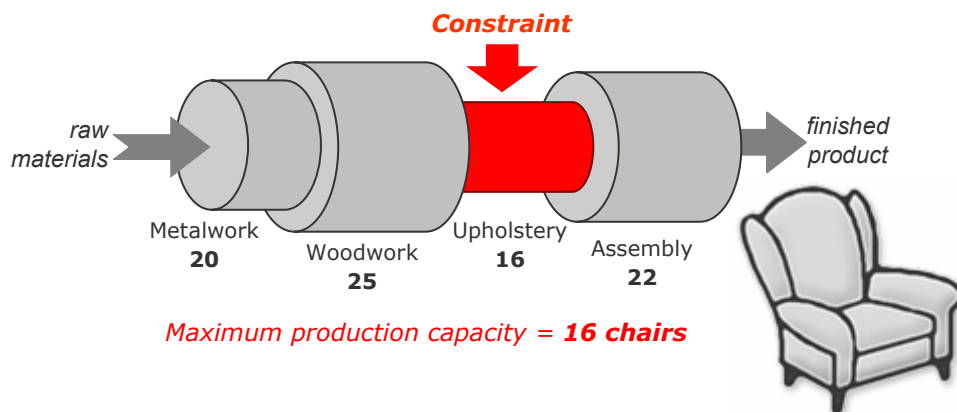 Constraint
raw
materials
finished
product
Metalwork
20
Woodwork
25
Upholstery
16
Assembly
22
Maximum production capacity = 16 chairs